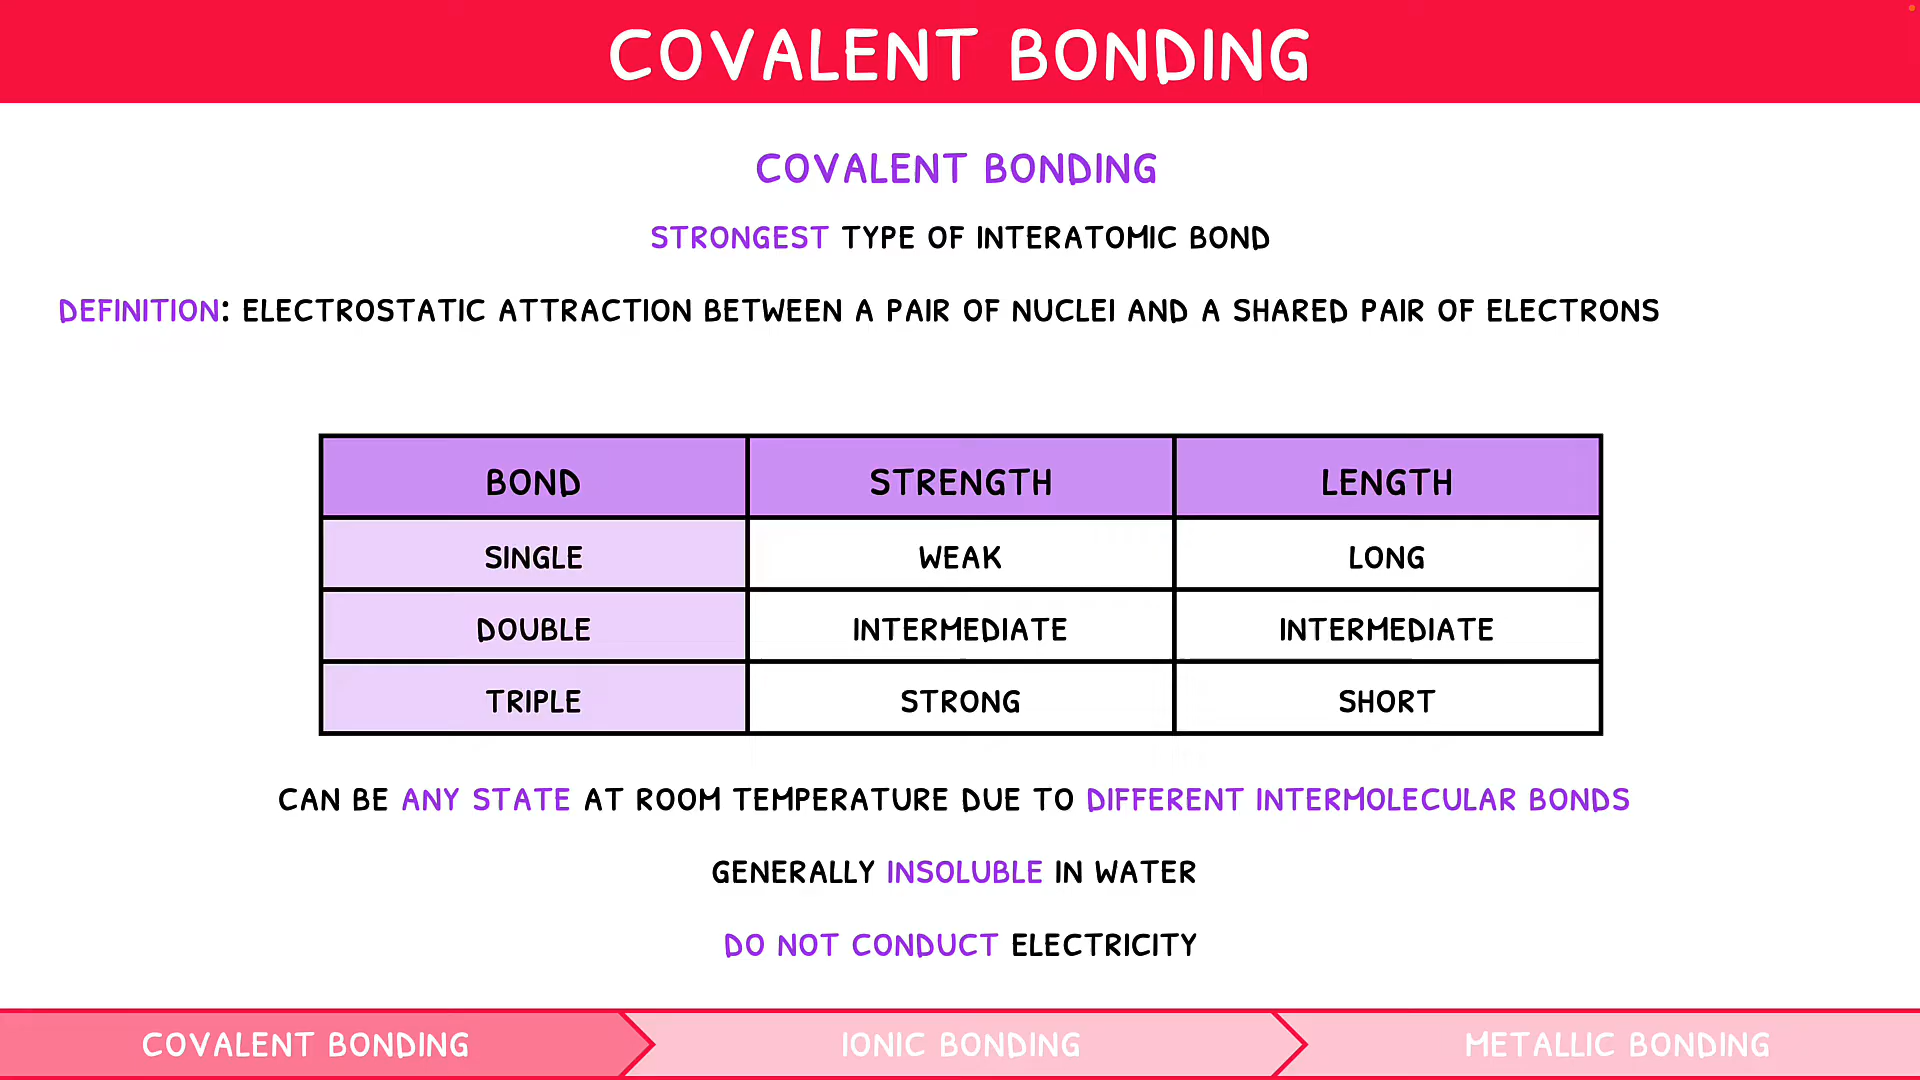 COVALENT BONDING
COVALENT BONDING
STRONGEST TYPE OF INTERATOMIC BOND
DEFINITION: ELECTROSTATIC ATTRACTION BETWEEN A PAIR OF NUCLEI AND A SHARED PAIR OF ELECTRONS
BOND STRENGTH LENGTH
SINGLE WEAK LONG
DOUBLE INTERMEDIATE INTERMEDIATE
TRIPLE STRONG SHORT
CAN BE ANY STATE AT ROOM TEMPERATURE DUE TO DIFFERENT INTERMOLECULAR BONDS
GENERALLY INSOLUBLE IN WATER
DO NOT CONDUCT ELECTRICITY
COVALENT BONDING IONIC BONDING METALLIC BONDING